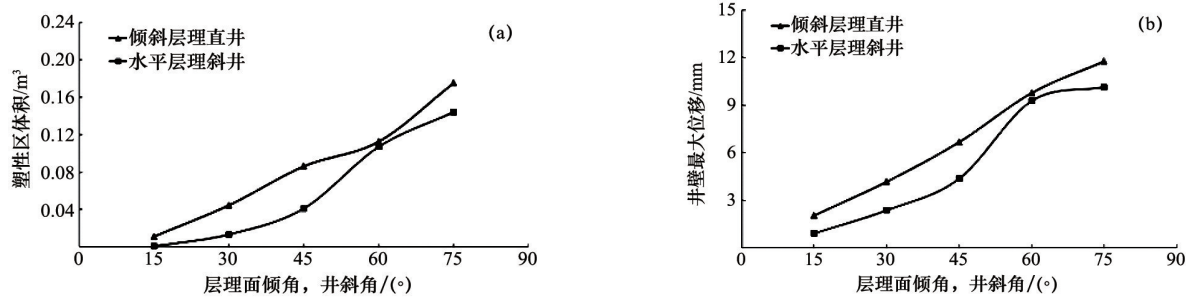 0.24
0.20
0.16
0.12
0.08
0.04
塑性区体积/m³
倾斜层理直井
水平层理斜井
(a)
0 15 30 45 60 75 90
层理面倾角，井斜角/(°)
15
12
9
6
3
井壁最大位移/mm
倾斜层理直井
水平层理斜井
(b)
0 15 30 45 60 75 90
层理面倾角，井斜角/(°)